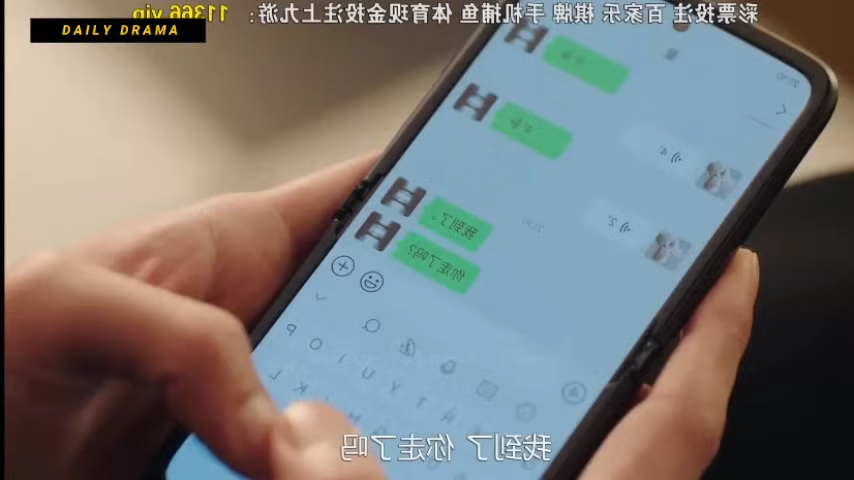 彩票投注 百家乐 棋牌 手机捕鱼 体育现金投注上九游：11366.vip
DAILY DRAMA
我到了。
你走了吗?
T Y U I O P
K L
我到了 你走了吗